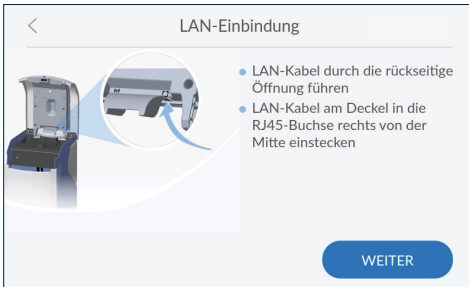 LAN-Einbindung
LAN-Kabel durch die rückseitige
Öffnung führen
LAN-Kabel am Deckel in die
RJ45-Buchse rechts von der
Mitte einstecken
WEITER